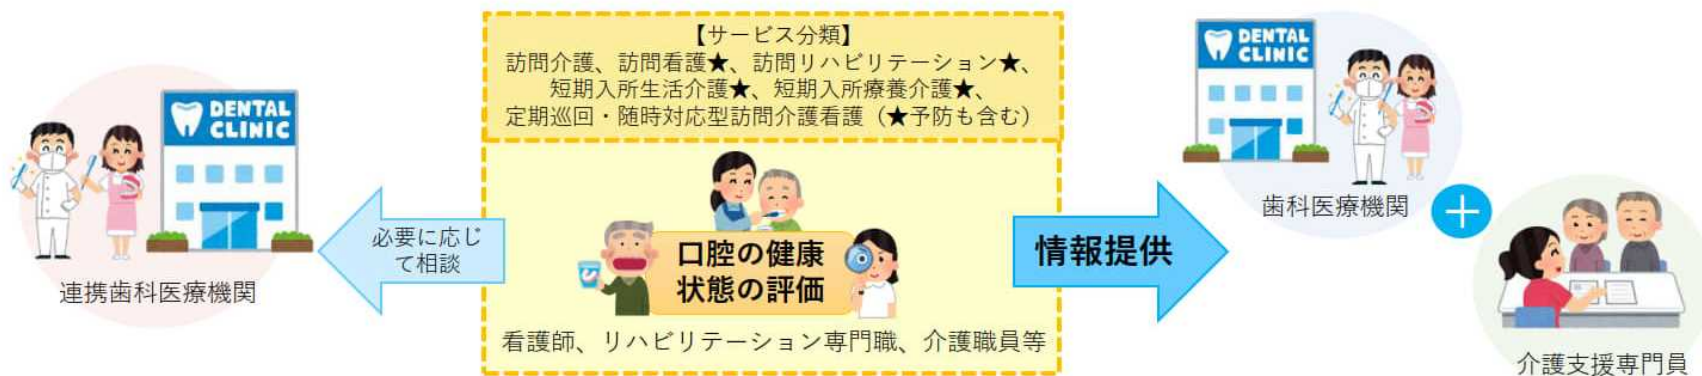 DENTAL
CLINIC
連携歯科医療機関
必要に応じ
て相談
【サービス分類】
訪問介護、訪問看護★、訪問リハビリテーション★、
短期入所生活介護★、短期入所療養介護★、
定期巡回・随時対応型訪問介護看護（★予防も含む）
口腔の健康
状態の評価
看護師、リハビリテーション専門職、介護職員等
情報提供
DENTAL
CLINIC
歯科医療機関
+
介護支援専門員